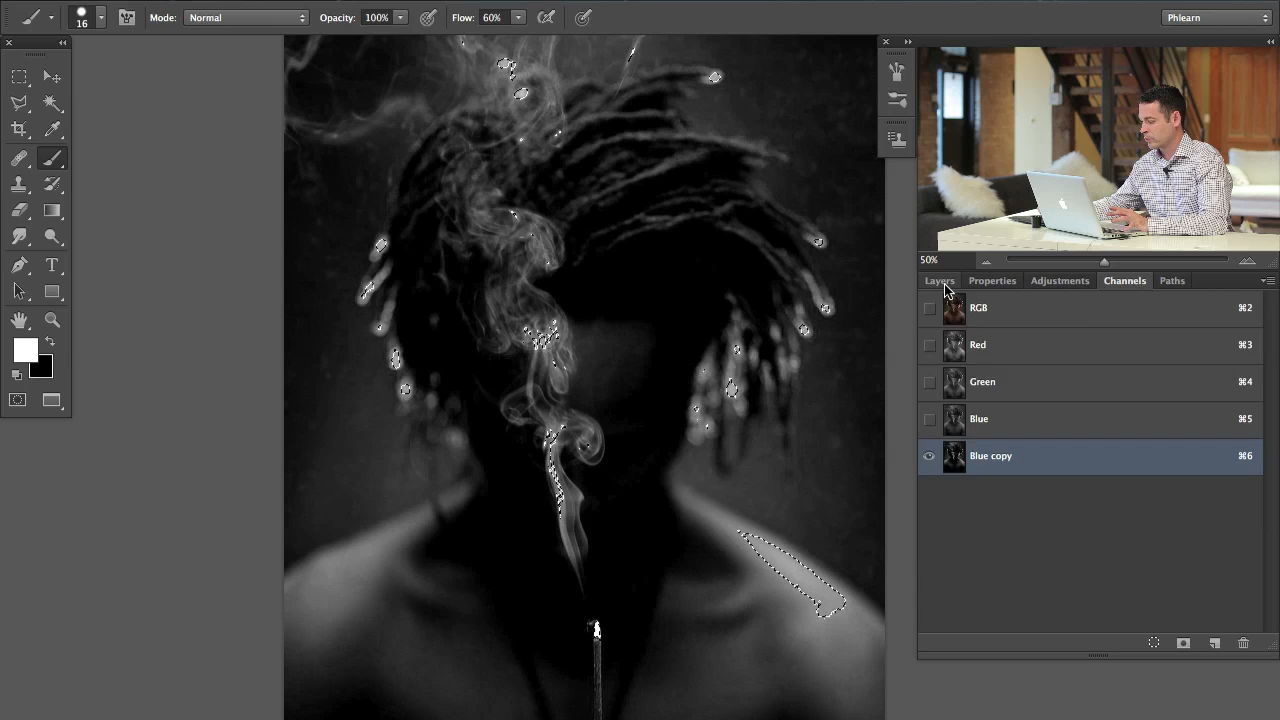 16 Mode: Normal Opacity: 100% Flow: 60% Phlearn
T
50%
Layers Properties Adjustments Channels Paths
RGB ⌘2
Red ⌘3
Green ⌘4
Blue ⌘5
Blue copy ⌘6